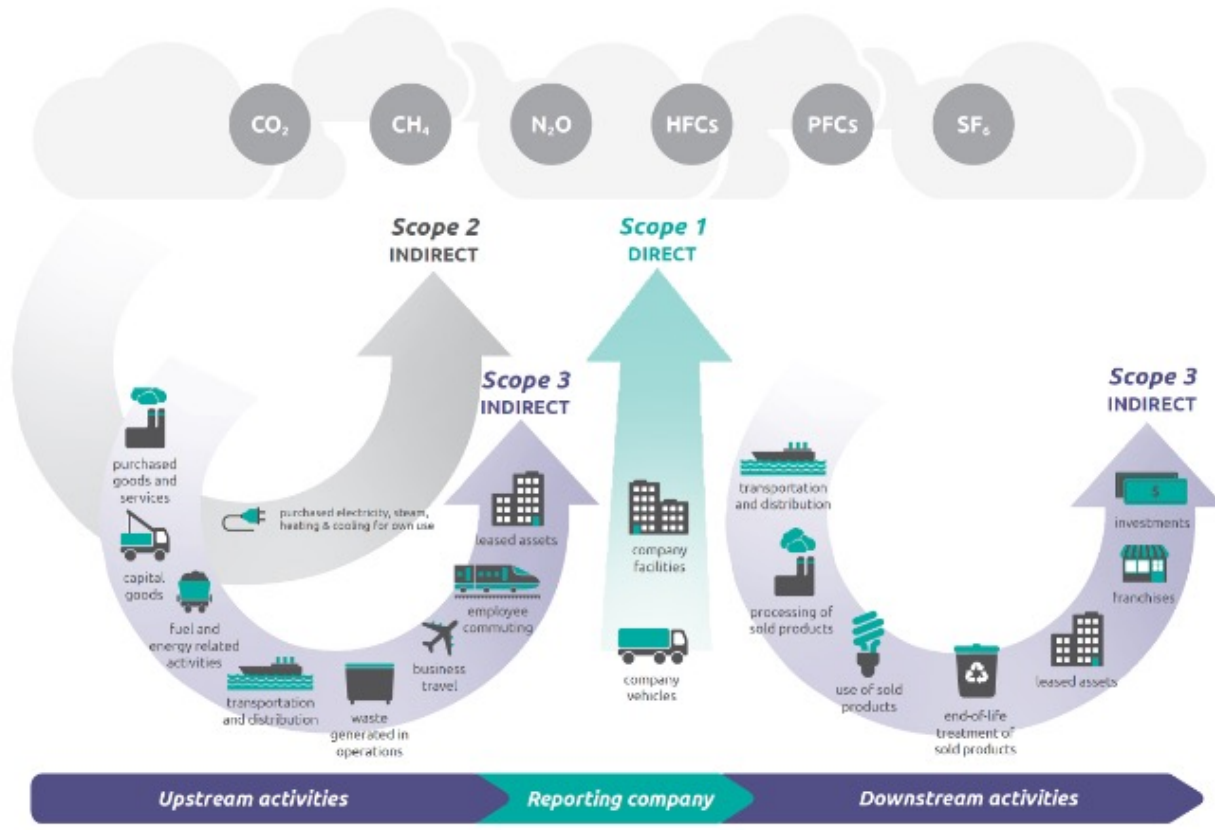 CO₂
CH₄
N₂O
HFCs
PFCs
SF₆
Scope 2
INDIRECT
Scope 1
DIRECT
Scope 3
INDIRECT
Scope 3
INDIRECT
purchased
goods and
services
capital
goods
fuel and
energy related
activities
purchased electricity, steam,
heating & cooling for own use
transportation
and distribution
waste
generated in
operations
business
travel
employee
commuting
leased assets
company
facilities
company
vehicles
transportation
and distribution
processing of
sold products
use of sold
products
end-of-life
treatment of
sold products
leased assets
franchises
investments
$
Upstream activities
Reporting company
Downstream activities